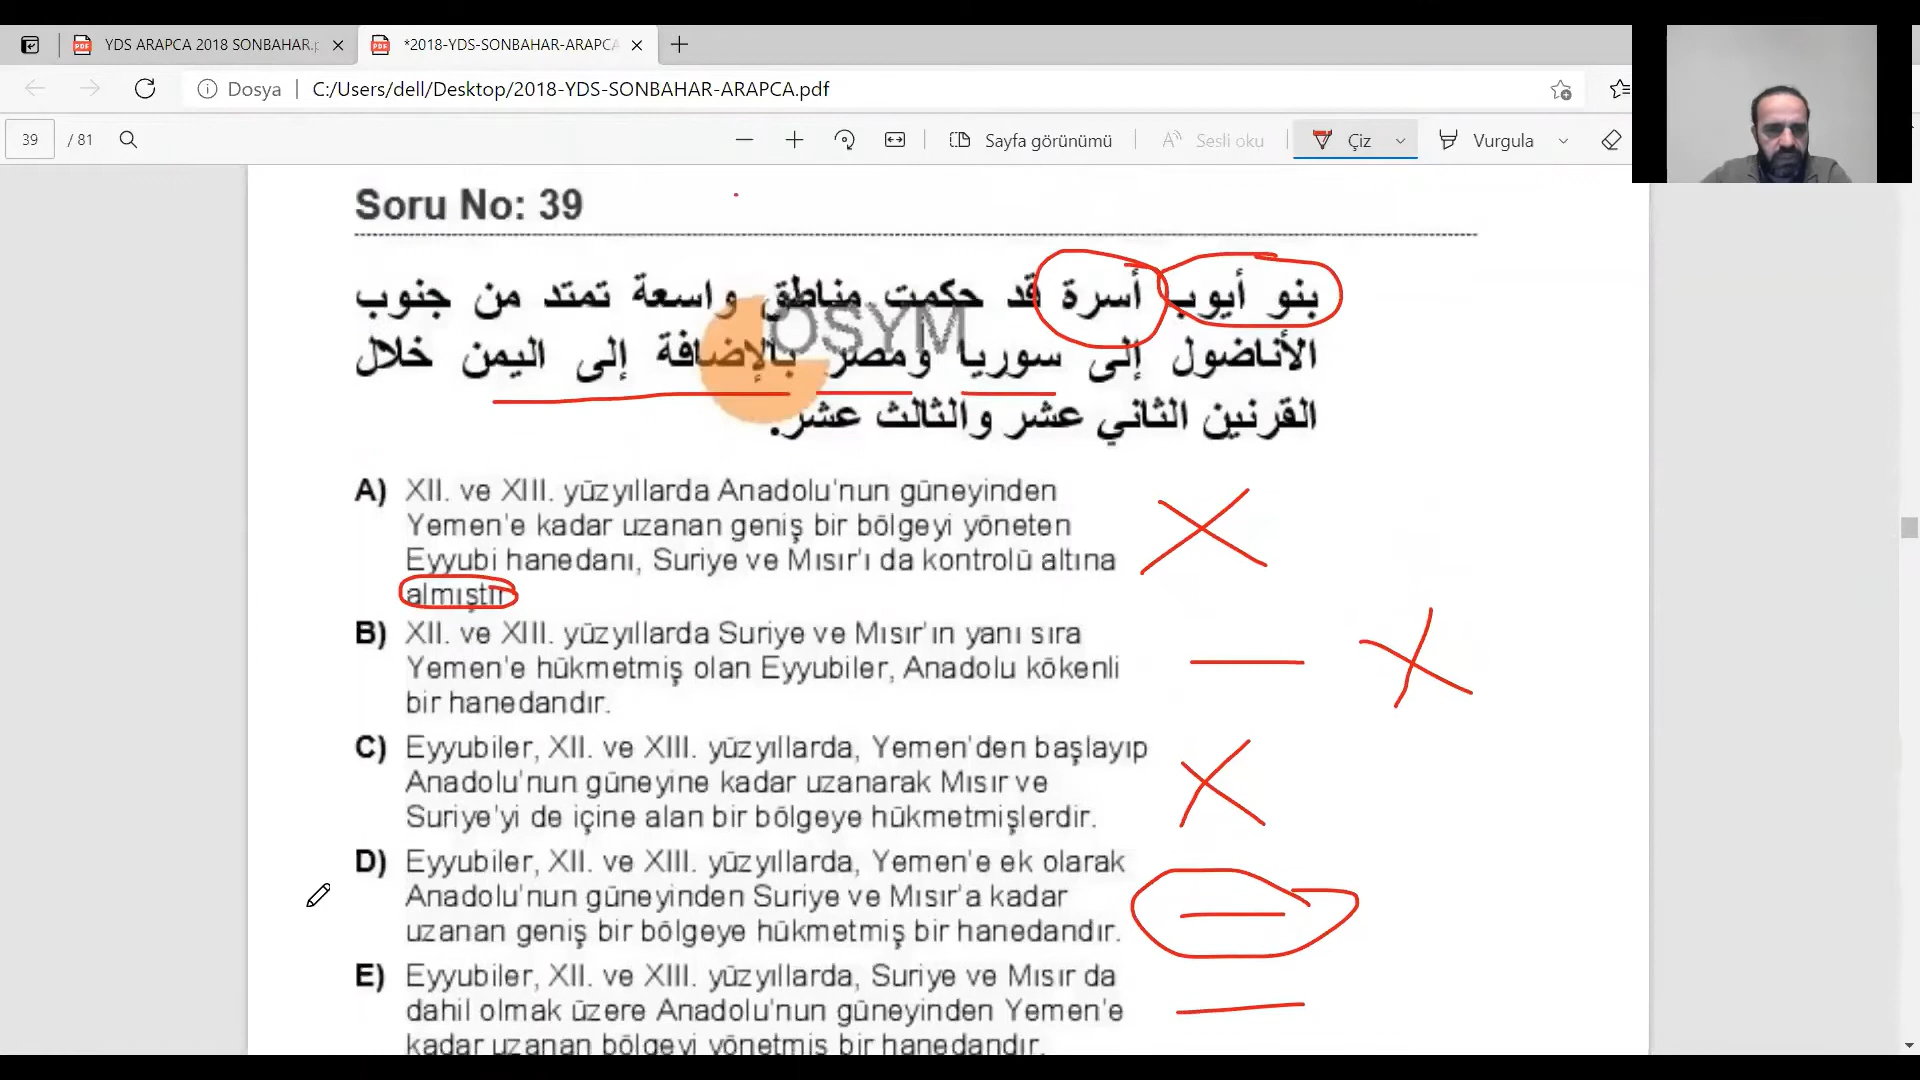 YDS ARAPCA 2018 SONBAHAR.p
*2018-YDS-SONBAHAR-ARAPCA
Dosya
C:/Users/dell/Desktop/2018-YDS-SONBAHAR-ARAPCA.pdf
39 / 81
Sayfa görünümü
Sesli oku
Çiz
Vurgula
Soru No: 39
بنو أيوب أسرة قد حكمت مناطق واسعة تمتد من جنوب
الأناضول إلى سوريا ومصر بالإضافة إلى اليمن خلال
القرنين الثاني عشر والثالث عشر.
OSYM
A) XII. ve XIII. yüzyıllarda Anadolu'nun güneyinden
Yemen'e kadar uzanan geniş bir bölgeyi yöneten
Eyyubi hanedanı, Suriye ve Mısır'ı da kontrolü altına
almıştır
B) XII. ve XIII. yüzyıllarda Suriye ve Mısır'ın yanı sıra
Yemen'e hükmetmiş olan Eyyubiler, Anadolu kökenli
bir hanedandır.
C) Eyyubiler, XII. ve XIII. yüzyıllarda, Yemen'den başlayıp
Anadolu'nun güneyine kadar uzanarak Mısır ve
Suriye'yi de içine alan bir bölgeye hükmetmişlerdir.
D) Eyyubiler, XII. ve XIII. yüzyıllarda, Yemen'e ek olarak
Anadolu'nun güneyinden Suriye ve Mısır'a kadar
uzanan geniş bir bölgeye hükmetmiş bir hanedandır.
E) Eyyubiler, XII. ve XIII. yüzyıllarda, Suriye ve Mısır da
dahil olmak üzere Anadolu'nun güneyinden Yemen'e
kadar uzanan bölgeyi yönetmiş bir hanedandır.